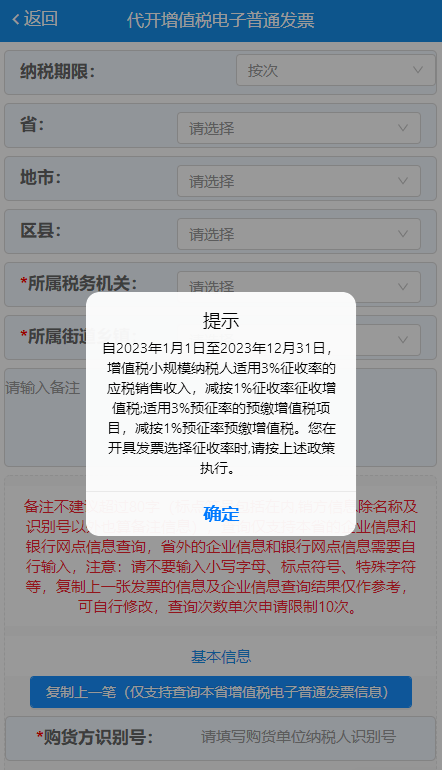 返回
代开增值税电子普通发票
纳税期限：
按次
省：
请选择
地市：
请选择
区县：
请选择
*所属税务机关：
请选择
*所属街道
请输入备注
提示
自2023年1月1日至2023年12月31日，
增值税小规模纳税人适用3%征收率的
应税销售收入，减按1%征收率征收增
值税;适用3%预征率的预缴增值税项
目，减按1%预征率预缴增值税。您在
开具发票选择征收率时,请按上述政策
执行。
确定
备注不建
除名称及
识别号以
业信息和
银行网点信息查询，省外的企业信息和银行网点信息需要自
行输入，注意：请不要输入小写字母、标点符号、特殊字符
等，复制上一张发票的信息及企业信息查询结果仅作参考，
可自行修改，查询次数单次申请限制10次。
基本信息
复制上一笔（仅支持查询本省增值税电子普通发票信息）
*购货方识别号：
请填写购货单位纳税人识别号